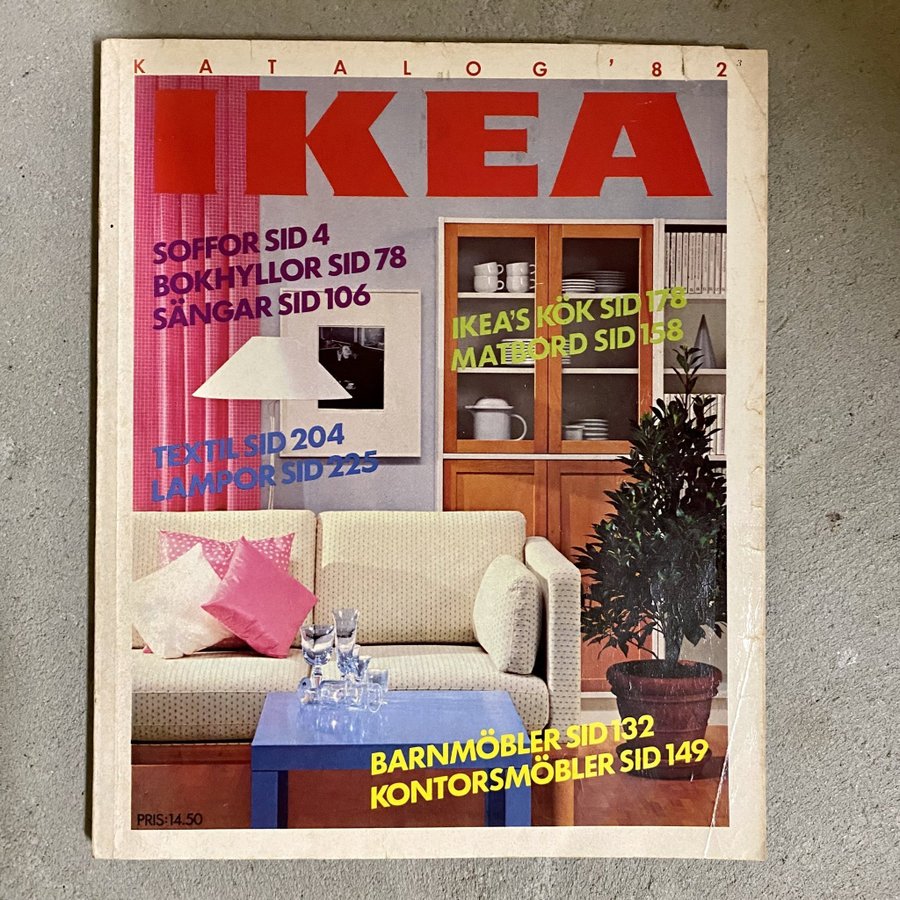 KATALOG '82
3
IKEA
SOFFOR SID 4
BOKHYLLOR SID 78
SÄNGAR SID 106
IKEA'S KÖK SID 178
MATBORD SID 158
TEXTIL SID 204
LAMPOR SID 225
BARNMÖBLER SID 132
KONTORSMÖBLER SID 149
PRIS:14.50